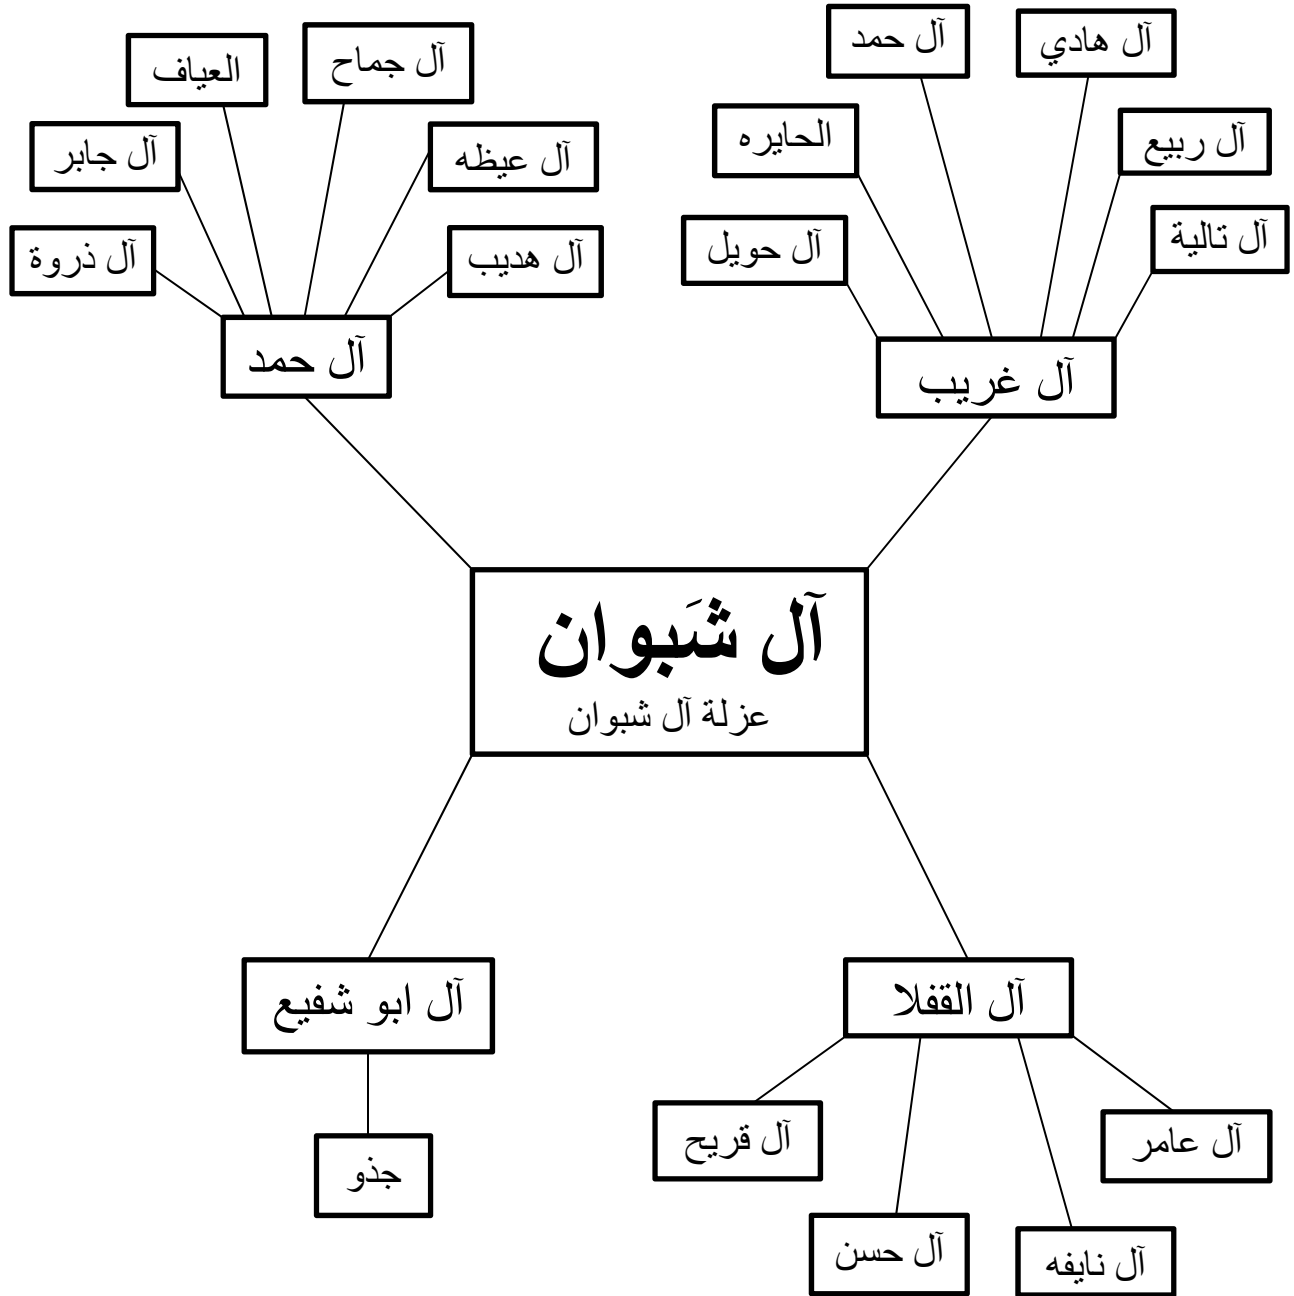 آل هادي
آل حمد
آل جماح
العياف
آل ربيع
الحايره
آل عيظه
آل جابر
آل تالية
آل حويل
آل هديب
آل ذروة
آل غريب
آل حمد
آل شَبوان
عزلة آل شبوان
آل القفلا
آل ابو شفيع
آل عامر
آل قريح
جذو
آل نايفه
آل حسن